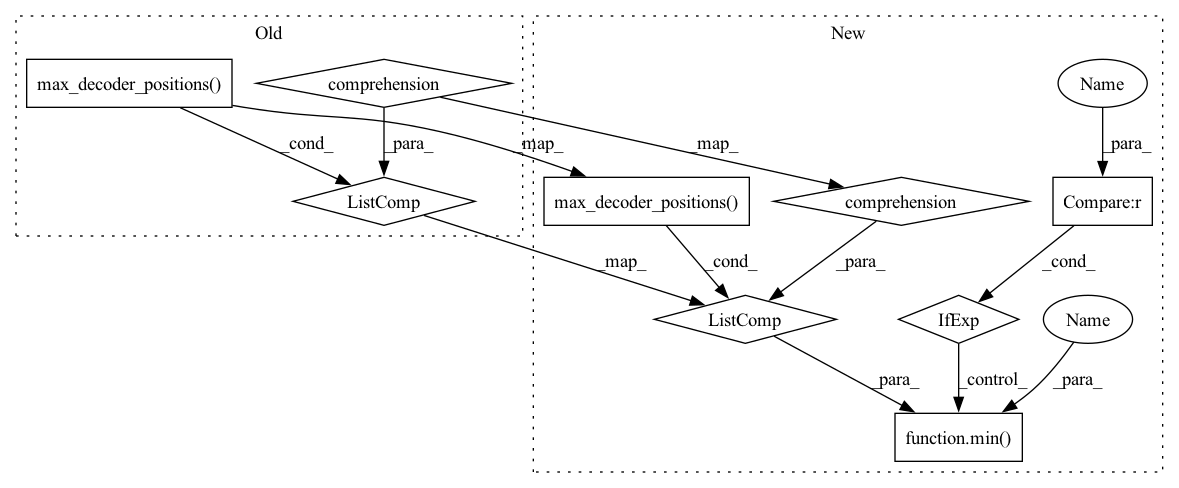 Old
New
max_decoder_positions()
comprehension
Name
_cond_
_para_
_map_
_map_
_para_
ListComp
max_decoder_positions()
comprehension
Compare:r
_map_
_cond_
_para_
_cond_
ListComp
IfExp
Name
_para_
_control_
_para_
function.min()